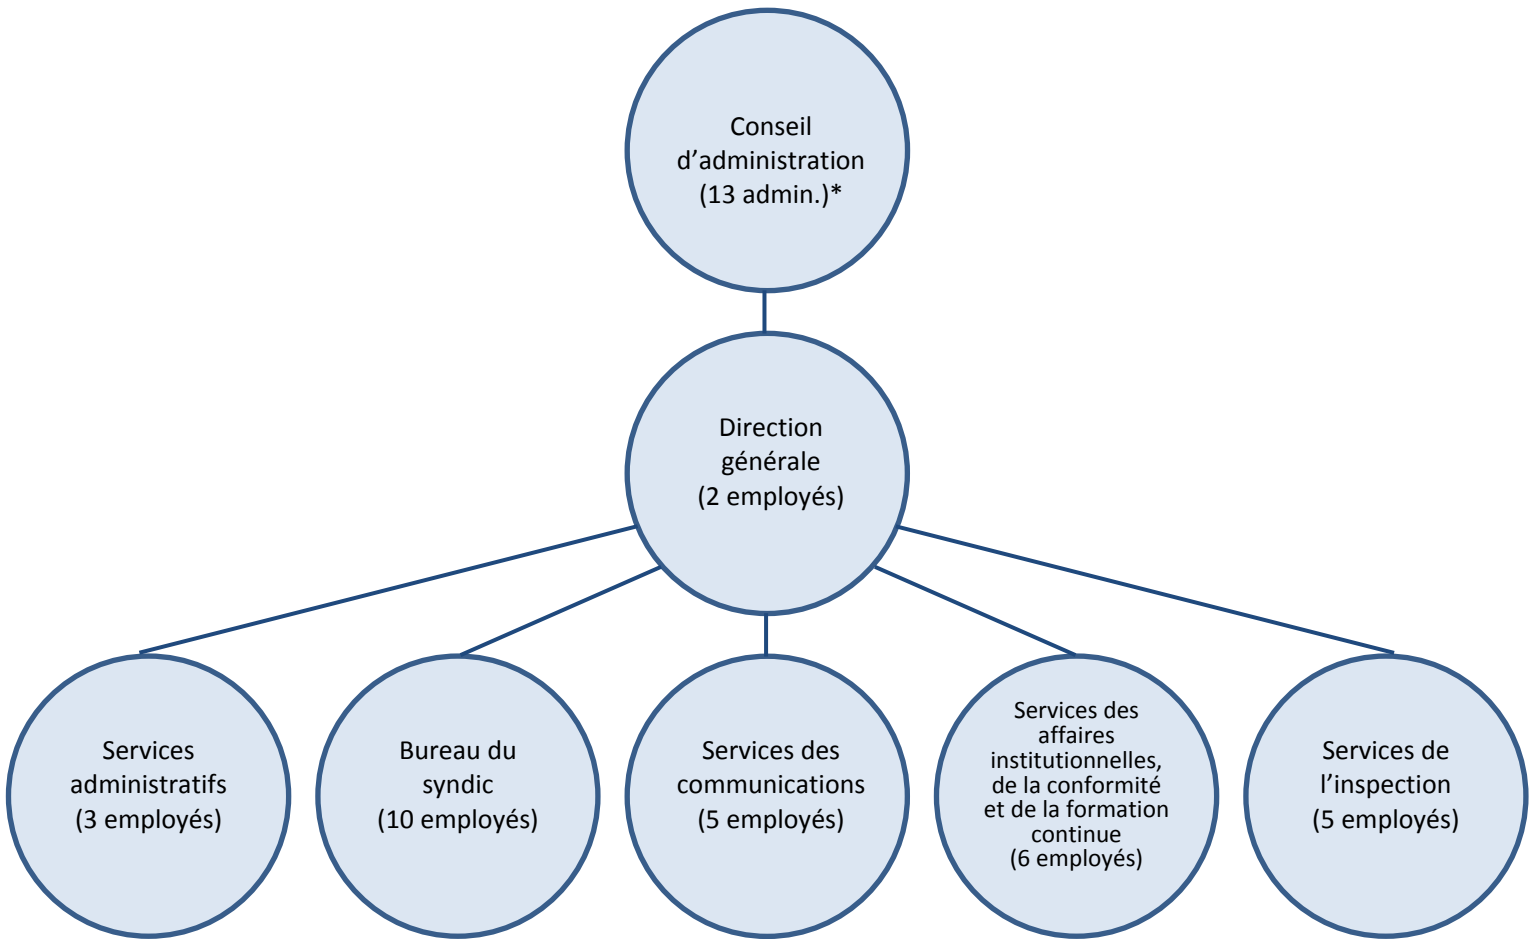 Conseil
d’administration
(13 admin.)*
Direction
générale
(2 employés)
Services
administratifs
(3 employés)
Bureau du
syndic
(10 employés)
Services des
communications
(5 employés)
Services des
affaires
institutionnelles,
de la conformité
et de la formation
continue
(6 employés)
Services de
l’inspection
(5 employés)